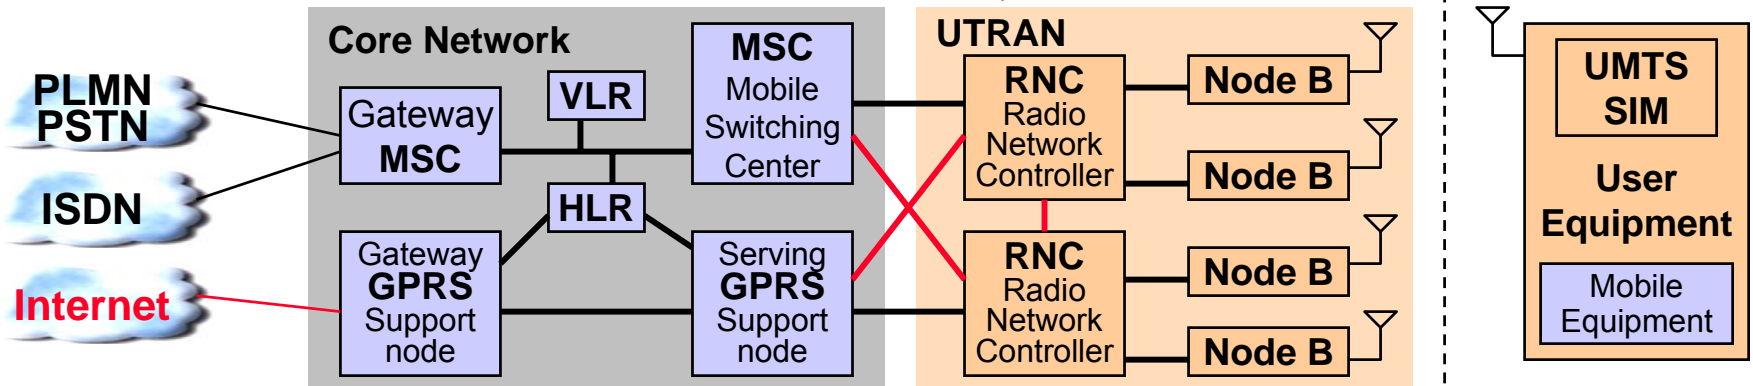 PLMN
PSTN
ISDN
Internet
Core Network
Gateway
MSC
VLR
HLR
MSC
Mobile
Switching
Center
Gateway
GPRS
Support
node
Serving
GPRS
Support
node
UTRAN
RNC
Radio
Network
Controller
RNC
Radio
Network
Controller
Node B
Node B
Node B
Node B
UMTS
SIM
User
Equipment
Mobile
Equipment